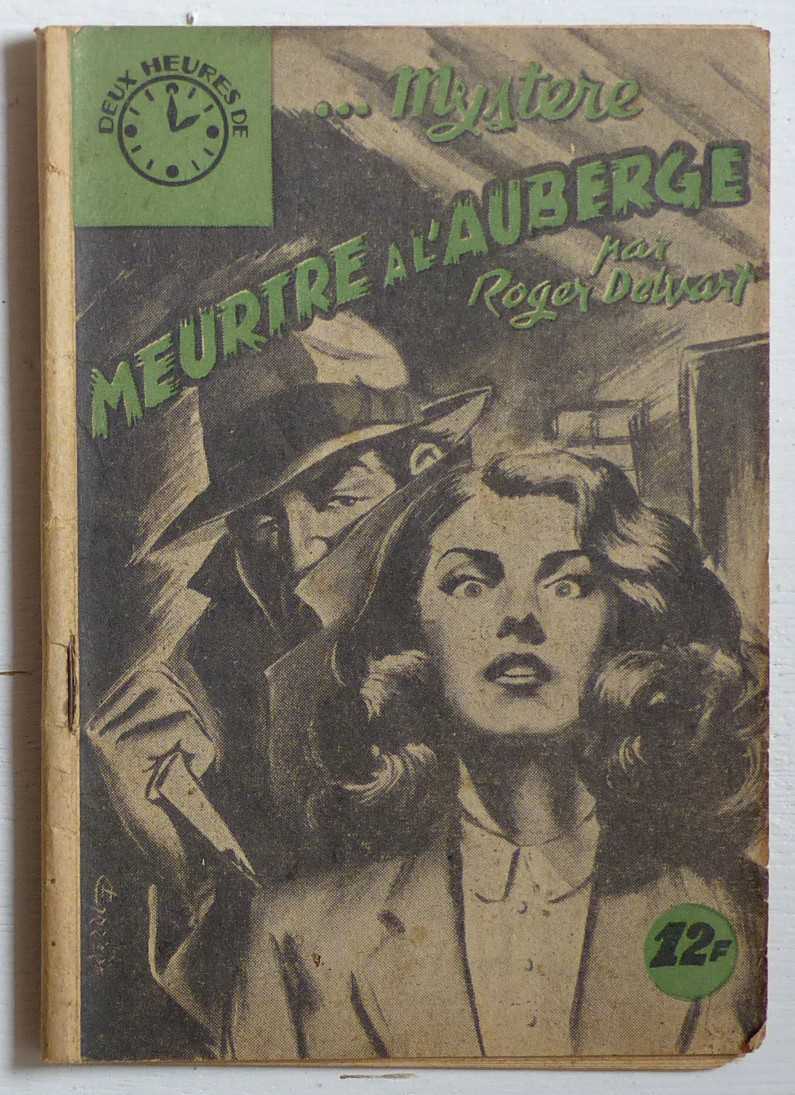 DEUX HEURES DE
... Mystere
MEURTRE A L'AUBERGE
par
Roger Delvart
12F